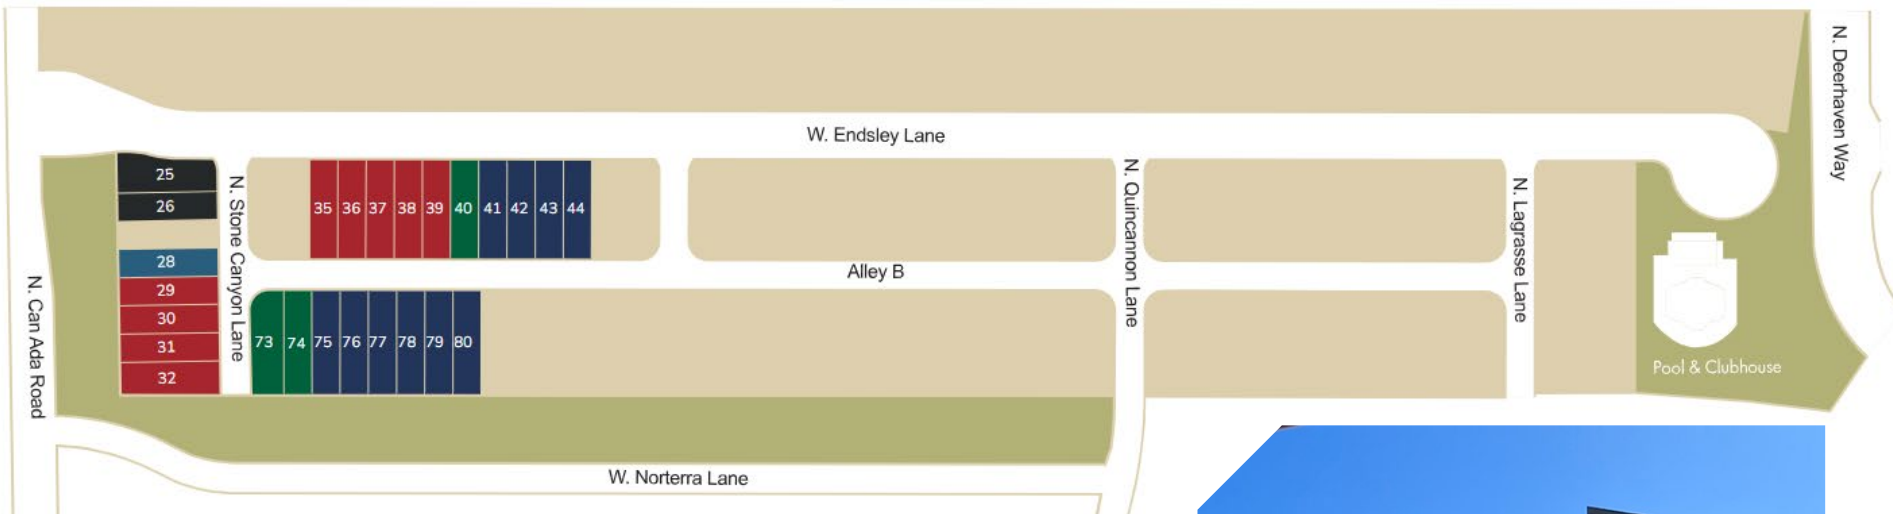 N. Deerhaven Way
W. Endsley Lane
25
26
28
29
30
31
32
N. Stone Canyon Lane
35 36 37 38 39 40 41 42 43 44
N. Quincannon Lane
N. Lagrasse Lane
Alley B
N. Can Ada Road
73 74 75 76 77 78 79 80
Pool & Clubhouse
W. Norterra Lane